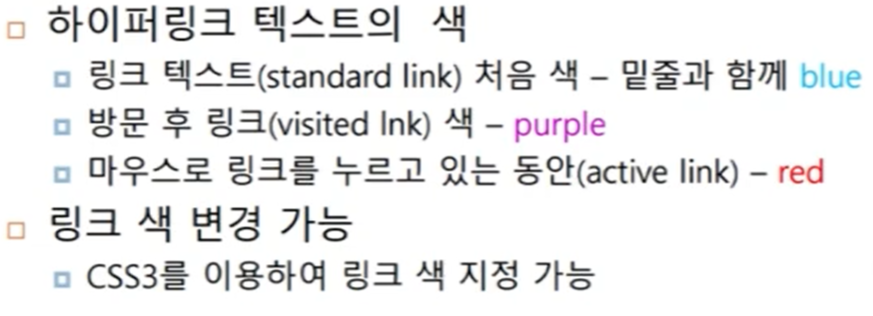 하이퍼링크 텍스트의 색
링크 텍스트(standard link) 처음 색 – 밑줄과 함께 blue
방문 후 링크(visited lnk) 색 – purple
마우스로 링크를 누르고 있는 동안(active link) – red
링크 색 변경 가능
CSS3를 이용하여 링크 색 지정 가능